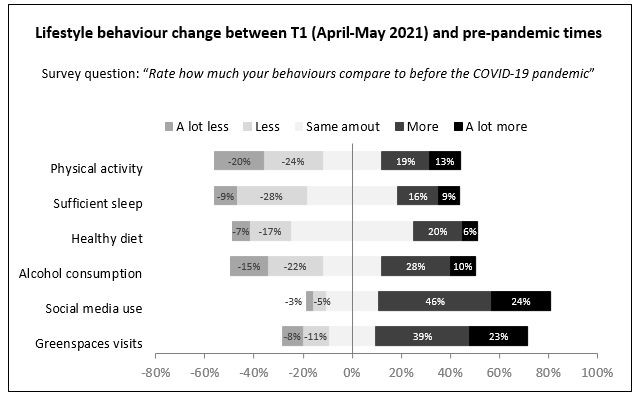 Lifestyle behaviour change between T1 (April-May 2021) and pre-pandemic times
Survey question: “Rate how much your behaviours compare to before the COVID-19 pandemic”
A lot less Less Same amout More A lot more
Physical activity -20% -24% 19% 13%
Sufficient sleep -9% -28% 16% 9%
Healthy diet -7% -17% 20% 6%
Alcohol consumption -15% -22% 28% 10%
Social media use -3% -5% 46% 24%
Greenspaces visits -8% -11% 39% 23%
-80% -60% -40% -20% 0% 20% 40% 60% 80% 100%